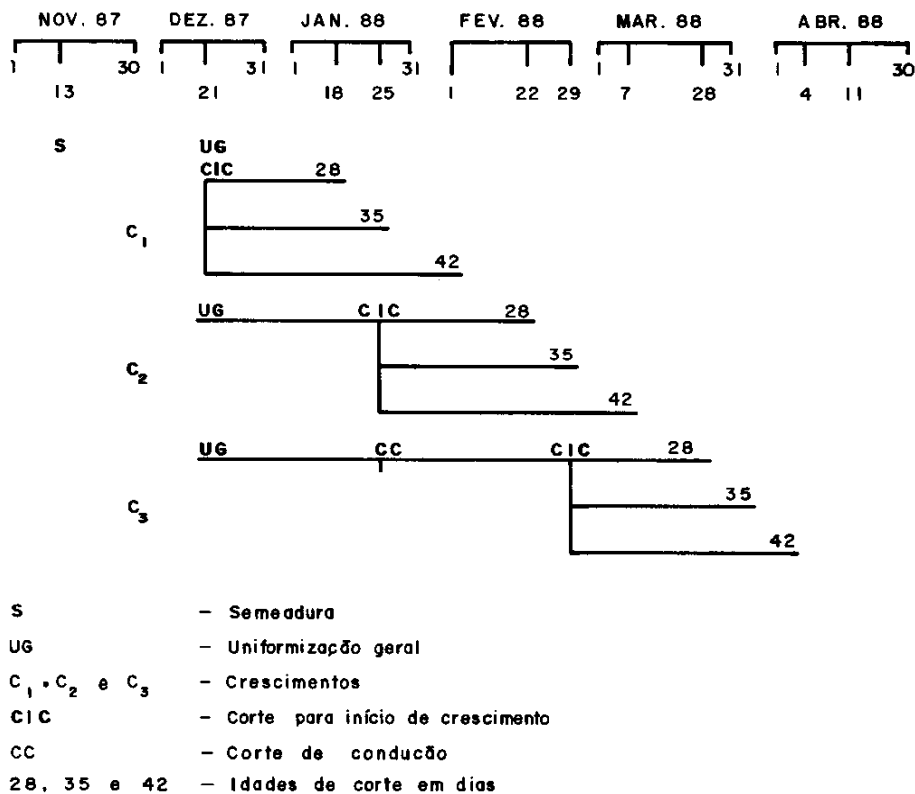 NOV. 87 DEZ. 87 JAN. 88 FEV. 88 MAR. 88 ABR. 88
1 30 1 31 1 31 1 31 1 30
13 21 18 25 1 22 29 7 28 4 11
S UG
CIC 28
35
C1
42
UG CIC 28
35
C2
42
UG CC CIC 28
35
C3
42
S – Semeadura
UG – Uniformização geral
C1, C2 e C3 – Crescimentos
CIC – Corte para início de crescimento
CC – Corte de condução
28, 35 e 42 – Idades de corte em dias